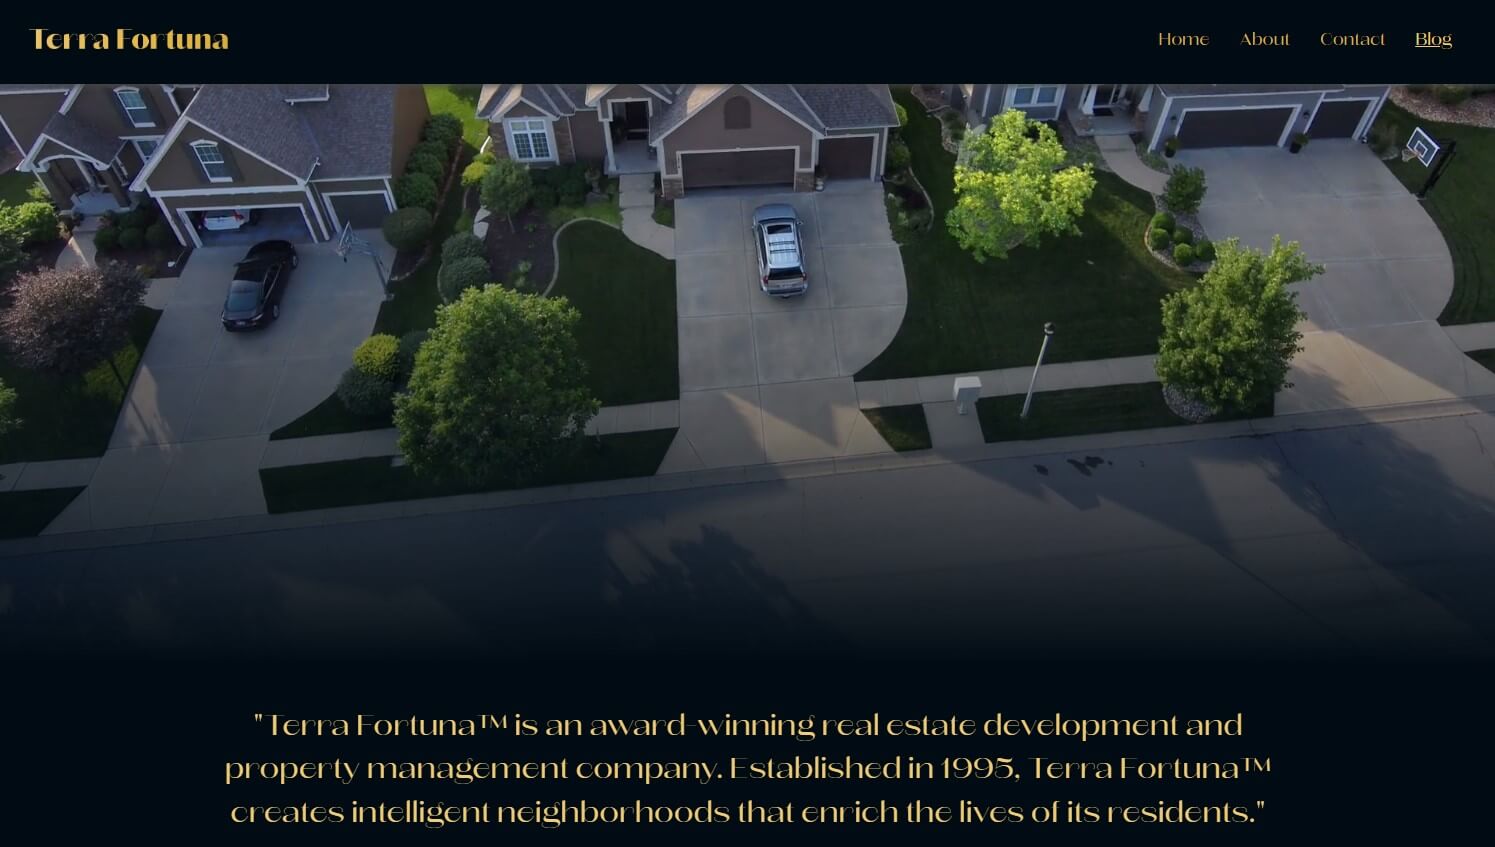 Terra Fortuna
Home About Contact Blog
"Terra Fortuna™ is an award-winning real estate development and
property management company. Established in 1995, Terra Fortuna™
creates intelligent neighborhoods that enrich the lives of its residents."